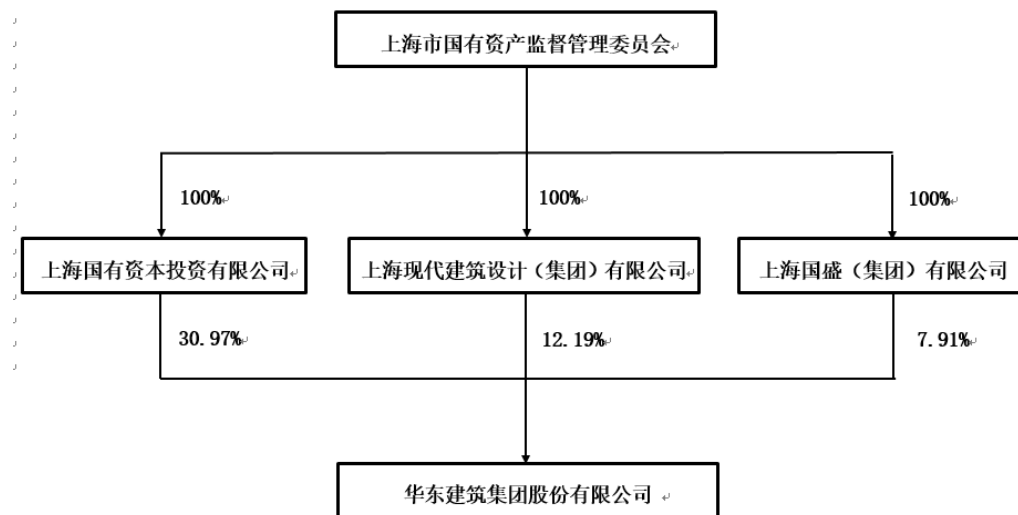 上海市国有资产监督管理委员会
100%
100%
100%
上海国有资本投资有限公司
上海现代建筑设计（集团）有限公司
上海国盛（集团）有限公司
30.97%
12.19%
7.91%
华东建筑集团股份有限公司